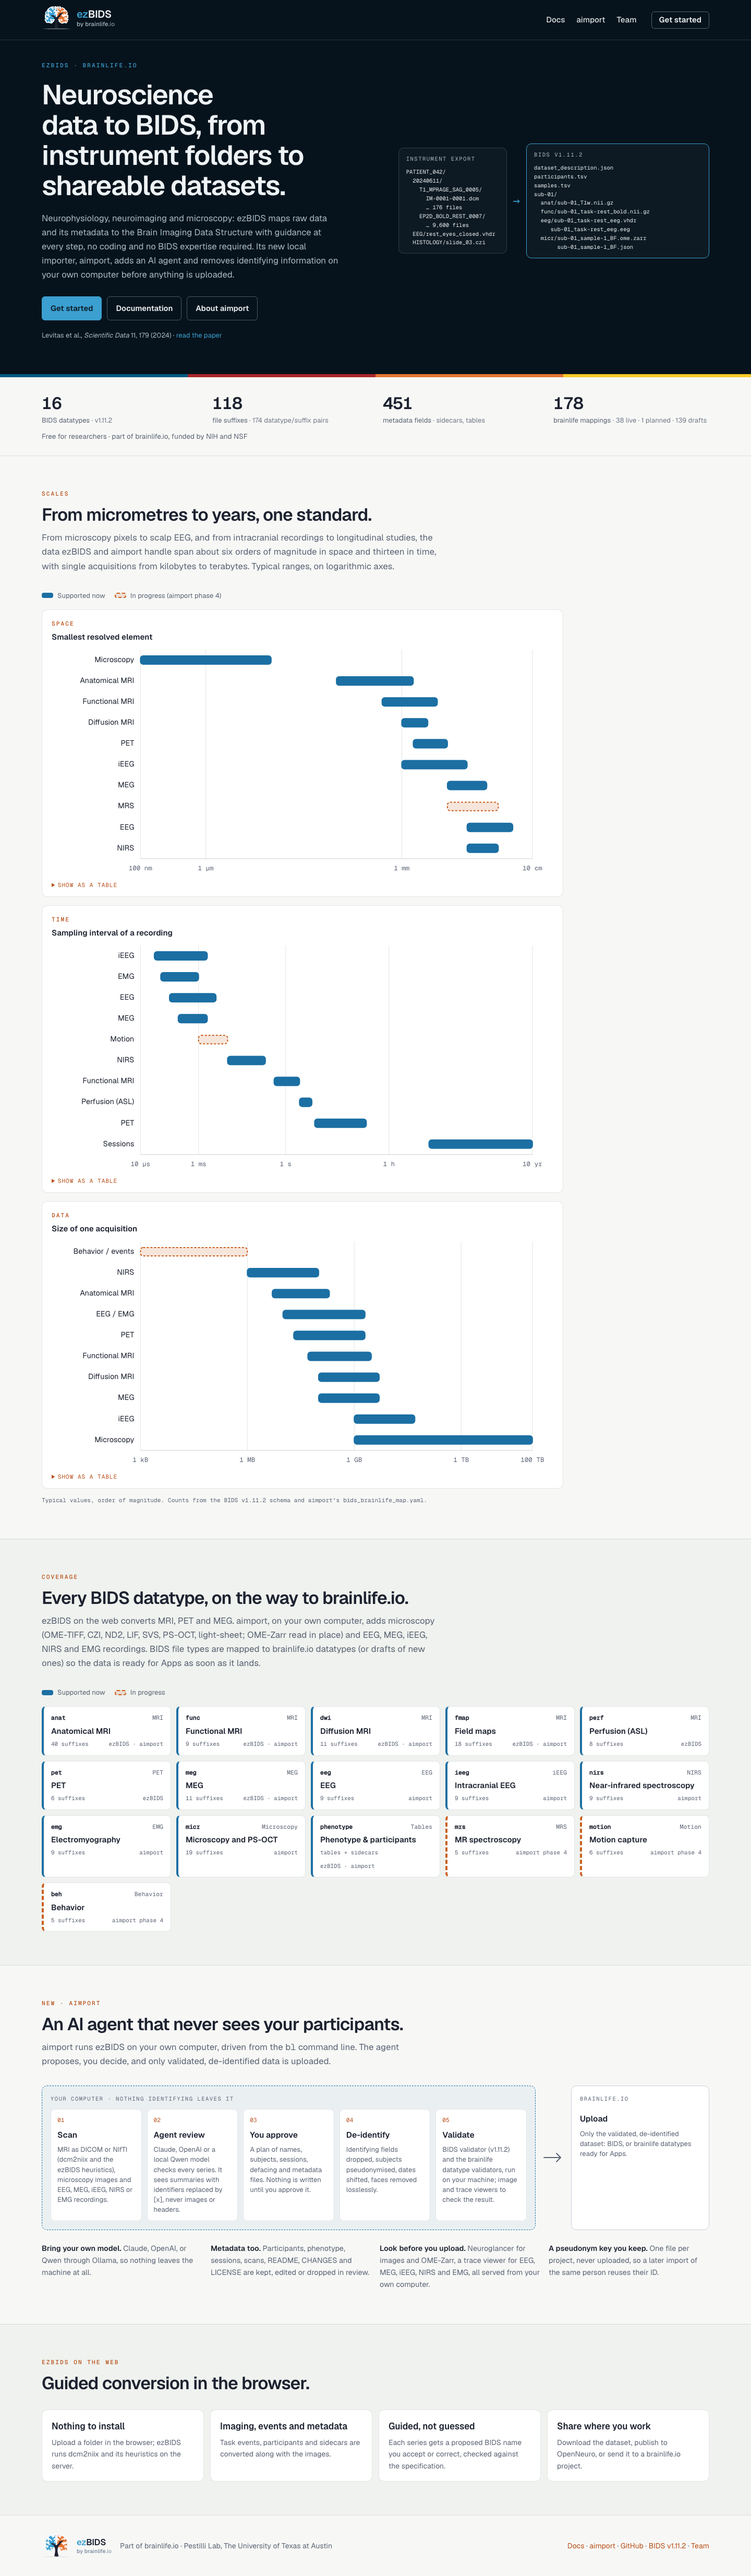 ezBIDS
by brainlife.io
Docs
aimport
Team
Get started
EZBIDS · BRAINLIFE.IO
Neuroscience
data to BIDS, from
instrument folders to
shareable datasets.
Neurophysiology, neuroimaging and microscopy: ezBIDS maps raw data
and its metadata to the Brain Imaging Data Structure with guidance at
every step, no coding and no BIDS expertise required. Its new local
importer, aimport, adds an AI agent and removes identifying information on
your own computer before anything is uploaded.
Get started
Documentation
About aimport
Levitas et al., Scientific Data 11, 179 (2024) · read the paper
INSTRUMENT EXPORT
PATIENT_042/
20240611/
T1_MPRAGE_SAG_0005/
IM-0001-0001.dcm
… 176 files
EP2D_BOLD_REST_0007/
… 9,600 files
EEG/rest_eyes_closed.vhdr
HISTOLOGY/slide_03.czi
→
BIDS V1.11.2
dataset_description.json
participants.tsv
samples.tsv
sub-01/
anat/sub-01_T1w.nii.gz
func/sub-01_task-rest_bold.nii.gz
eeg/sub-01_task-rest_eeg.vhdr
sub-01_task-rest_eeg.eeg
micr/sub-01_sample-1_BF.ome.zarr
sub-01_sample-1_BF.json
16
BIDS datatypes · v1.11.2
118
file suffixes · 174 datatype/suffix pairs
451
metadata fields · sidecars, tables
178
brainlife mappings · 38 live · 1 planned · 139 drafts
Free for researchers · part of brainlife.io, funded by NIH and NSF
SCALES
From micrometres to years, one standard.
From microscopy pixels to scalp EEG, and from intracranial recordings to longitudinal studies, the
data ezBIDS and aimport handle span about six orders of magnitude in space and thirteen in time,
with single acquisitions from kilobytes to terabytes. Typical ranges, on logarithmic axes.
Supported now
In progress (aimport phase 4)
SPACE
Smallest resolved element
Microscopy
Anatomical MRI
Functional MRI
Diffusion MRI
PET
iEEG
MEG
MRS
EEG
NIRS
100 nm
1 µm
1 mm
10 cm
▶ SHOW AS A TABLE
TIME
Sampling interval of a recording
iEEG
EMG
EEG
MEG
Motion
NIRS
Functional MRI
Perfusion (ASL)
PET
Sessions
10 µs
1 ms
1 s
1 h
10 yr
▶ SHOW AS A TABLE
DATA
Size of one acquisition
Behavior / events
NIRS
Anatomical MRI
EEG / EMG
PET
Functional MRI
Diffusion MRI
MEG
iEEG
Microscopy
1 kB
1 MB
1 GB
1 TB
100 TB
▶ SHOW AS A TABLE
Typical values, order of magnitude. Counts from the BIDS v1.11.2 schema and aimport's bids_brainlife_map.yaml.
COVERAGE
Every BIDS datatype, on the way to brainlife.io.
ezBIDS on the web converts MRI, PET and MEG. aimport, on your own computer, adds microscopy
(OME-TIFF, CZI, ND2, LIF, SVS, PS-OCT, light-sheet; OME-Zarr read in place) and EEG, MEG, iEEG,
NIRS and EMG recordings. BIDS file types are mapped to brainlife.io datatypes (or drafts of new
ones) so the data is ready for Apps as soon as it lands.
Supported now
In progress
anat MRI
Anatomical MRI
40 suffixes ezBIDS · aimport
func MRI
Functional MRI
9 suffixes ezBIDS · aimport
dwi MRI
Diffusion MRI
11 suffixes ezBIDS · aimport
fmap MRI
Field maps
18 suffixes ezBIDS · aimport
perf MRI
Perfusion (ASL)
8 suffixes ezBIDS
pet PET
PET
6 suffixes ezBIDS
meg MEG
MEG
11 suffixes ezBIDS · aimport
eeg EEG
EEG
9 suffixes aimport
ieeg iEEG
Intracranial EEG
9 suffixes aimport
nirs NIRS
Near-infrared spectroscopy
9 suffixes aimport
emg EMG
Electromyography
9 suffixes aimport
micr Microscopy
Microscopy and PS-OCT
19 suffixes aimport
phenotype Tables
Phenotype & participants
tables + sidecars
ezBIDS · aimport
mrs MRS
MR spectroscopy
5 suffixes aimport phase 4
motion Motion
Motion capture
6 suffixes aimport phase 4
beh Behavior
Behavior
5 suffixes aimport phase 4
NEW · AIMPORT
An AI agent that never sees your participants.
aimport runs ezBIDS on your own computer, driven from the bl command line. The agent
proposes, you decide, and only validated, de-identified data is uploaded.
YOUR COMPUTER · NOTHING IDENTIFYING LEAVES IT
01
Scan
MRI as DICOM or NIfTI
(dcm2niix and the
ezBIDS heuristics),
microscopy images and
EEG, MEG, iEEG, NIRS or
EMG recordings.
02
Agent review
Claude, OpenAI or a
local Qwen model
checks every series. It
sees summaries with
identifiers replaced by
[x], never images or
headers.
03
You approve
A plan of names,
subjects, sessions,
defacing and metadata
files. Nothing is written
until you approve it.
04
De-identify
Identifying fields
dropped, subjects
pseudonymised, dates
shifted, faces removed
losslessly.
05
Validate
BIDS validator (v1.11.2)
and the brainlife
datatype validators, run
on your machine; image
and trace viewers to
check the result.
BRAINLIFE.IO
Upload
Only the validated, de-identified
dataset; BIDS, or brainlife datatypes
ready for Apps.
Bring your own model. Claude, OpenAI, or
Qwen through Ollama, so nothing leaves the
machine at all.
Metadata too. Participants, phenotype,
sessions, scans, README, CHANGES and
LICENSE are kept, edited or dropped in review.
Look before you upload. Neuroglancer for
images and OME-Zarr, a trace viewer for EEG,
MEG, iEEG, NIRS and EMG, all served from your
own computer.
A pseudonym key you keep. One file per
project, never uploaded, so a later import of
the same person reuses their ID.
EZBIDS ON THE WEB
Guided conversion in the browser.
Nothing to install
Upload a folder in the browser; ezBIDS
runs dcm2niix and its heuristics on the
server.
Imaging, events and metadata
Task events, participants and sidecars are
converted along with the images.
Guided, not guessed
Each series gets a proposed BIDS name
you accept or correct, checked against
the specification.
Share where you work
Download the dataset, publish to
OpenNeuro, or send it to a brainlife.io
project.
ezBIDS
by brainlife.io
Part of brainlife.io · Pestilli Lab, The University of Texas at Austin
Docs · aimport · GitHub · BIDS v1.11.2 · Team